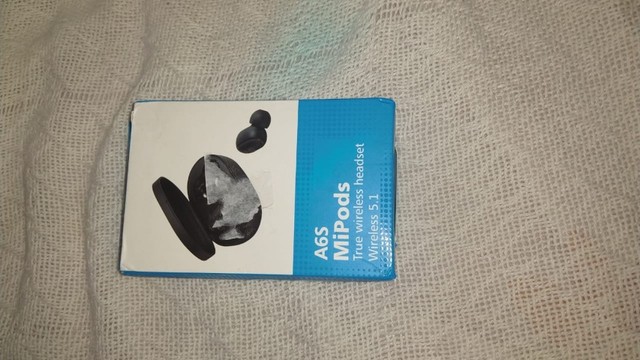 A6S
MiPods
True wireless headset
Wireless 5.1